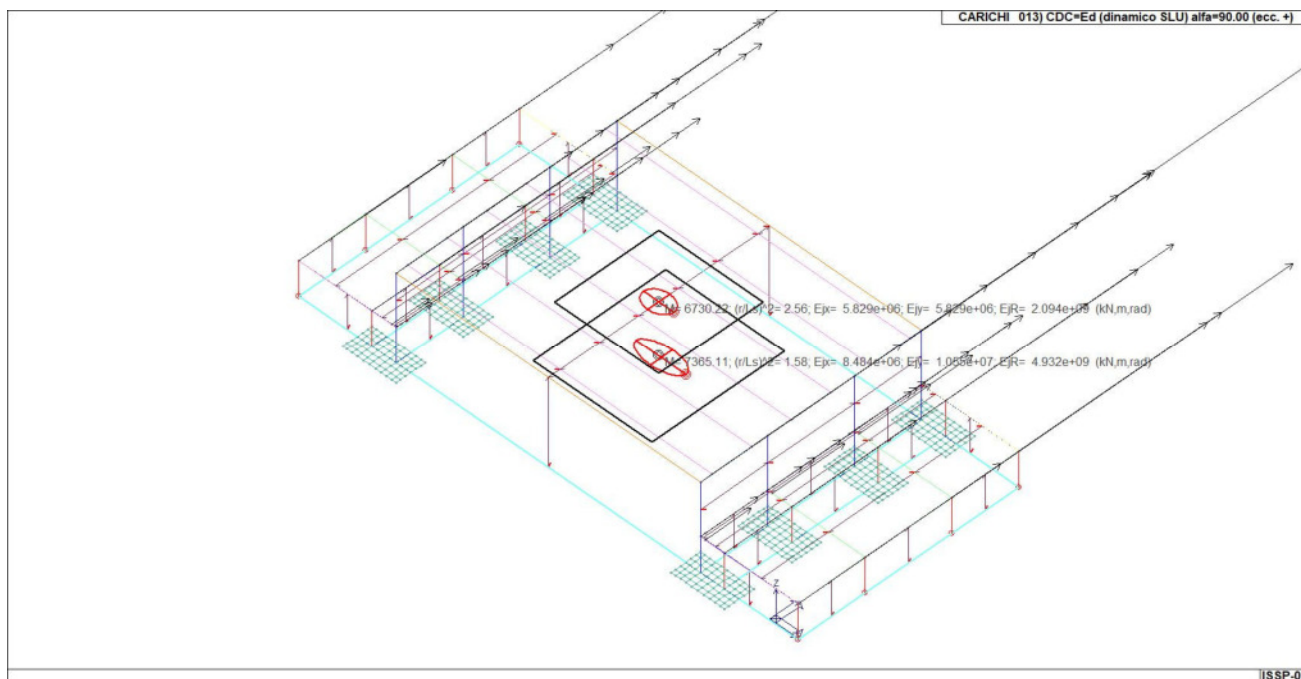 CARICHI 013) CDC=Ed (dinamico SLU) alfa=90.00 (ecc. +)
M= 6730.22; (r/Ls)^2= 2.56; Ejx= 5.829e+06; Ejy= 5.829e+06; EjR= 2.094e+09 (kN,m,rad)
M= 7365.11; (r/Ls)^2= 1.58; Ejx= 8.484e+06; Ejy= 1.055e+07; EjR= 4.932e+09 (kN,m,rad)
Z
ISSP-0